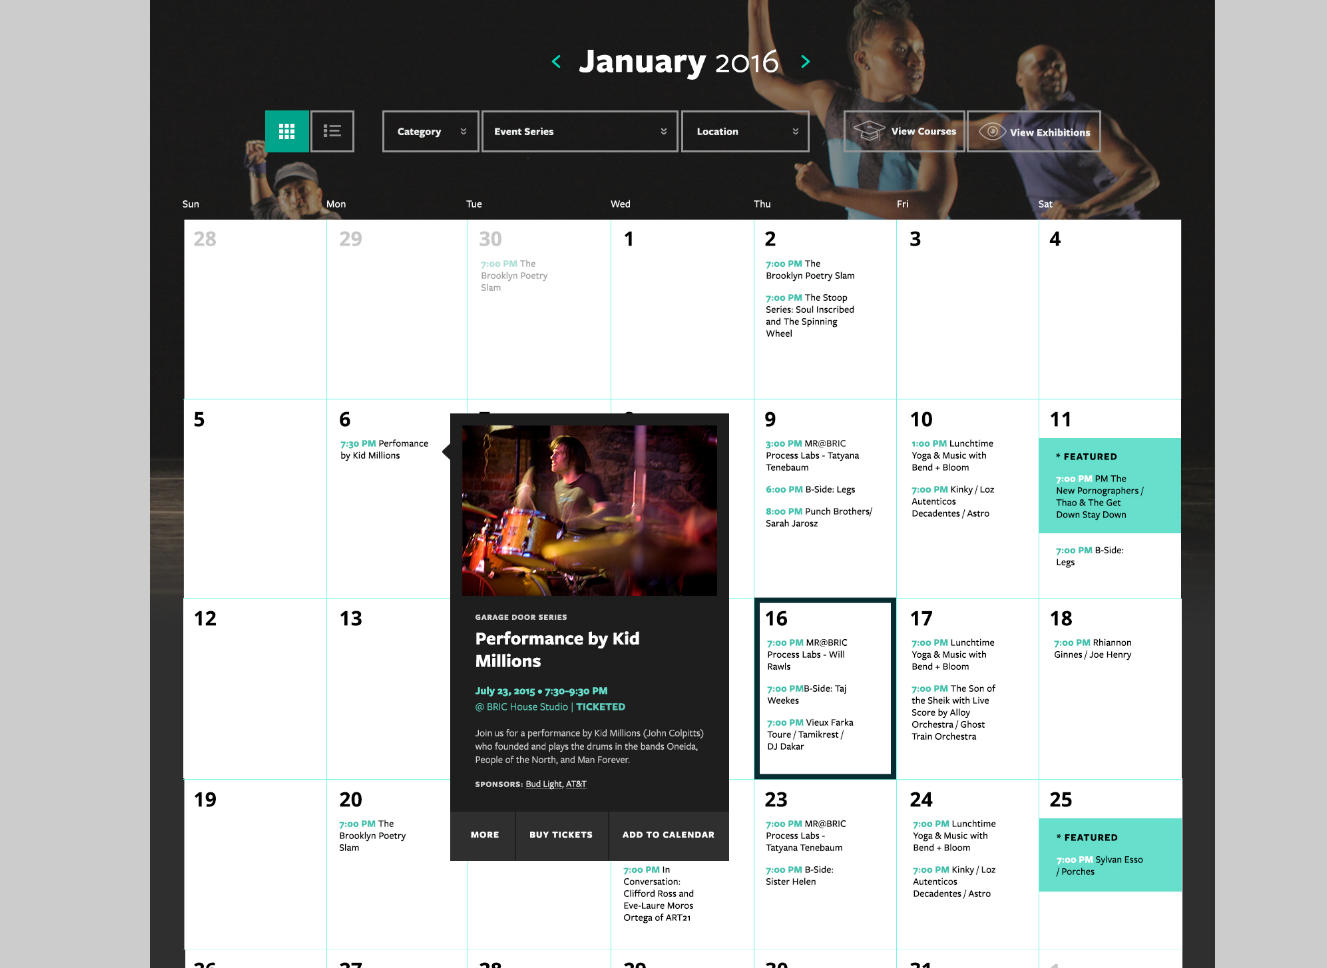 < January 2016 >
Category
Event Series
Location
View Courses
View Exhibitions
Sun Mon Tue Wed Thu Fri Sat
28
29
30
7:00 PM The
Brooklyn Poetry
Slam
1
2
7:00 PM The
Brooklyn Poetry Slam
7:00 PM The Stoop
Series: Soul Inscribed
and The Spinning
Wheel
3
4
5
6
7:30 PM Perfomance
by Kid Millions
GARAGE DOOR SERIES
Performance by Kid
Millions
July 23, 2015 • 7:30-9:30 PM
@ BRIC House Studio | TICKETED
Join us for a performance by Kid Millions (John Colpitts)
who founded and plays the drums in the bands Oneida,
People of the North, and Man Forever.
SPONSORS: Bud Light, AT&T
MORE
BUY TICKETS
ADD TO CALENDAR
9
3:00 PM MR@BRIC
Process Labs - Tatyana
Tenebaum
6:00 PM B-Side: Legs
8:00 PM Punch Brothers/
Sarah Jarosz
10
1:00 PM Lunchtime
Yoga & Music with
Bend + Bloom
7:00 PM Kinky / Loz
Autenticos
Decadentes / Astro
11
* FEATURED
7:00 PM PM The
New Pornographers /
Thao & The Get
Down Stay Down
7:00 PM B-Side:
Legs
12
13
16
7:00 PM MR@BRIC
Process Labs - Will
Rawls
7:00 PMB-Side: Taj
Weekes
7:00 PM Vieux Farka
Toure / Tamikrest /
DJ Dakar
17
7:00 PM Lunchtime
Yoga & Music with
Bend + Bloom
7:00 PM The Son of
the Sheik with Live
Score by Alloy
Orchestra / Ghost
Train Orchestra
18
7:00 PM Rhiannon
Ginnes / Joe Henry
19
20
7:00 PM The
Brooklyn Poetry
Slam
7:00 PM In
Conversation:
Clifford Ross and
Eve-Laure Moros
Ortega of ART21
23
7:00 PM MR@BRIC
Process Labs -
Tatyana Tenebaum
7:00 PM B-Side:
Sister Helen
24
7:00 PM Lunchtime
Yoga & Music with
Bend + Bloom
7:00 PM Kinky / Loz
Autenticos
Decadentes / Astro
25
* FEATURED
7:00 PM Sylvan Esso
/ Porches
26
27
28
29
30
31